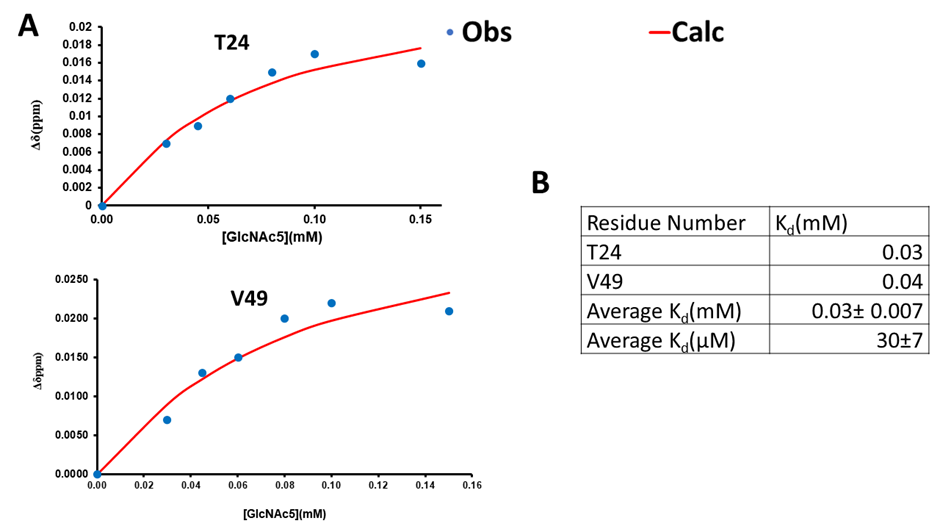 A
Obs
Calc
T24
0.02
0.018
0.016
0.014
0.012
0.01
0.008
0.006
0.004
0.002
0
Δδ(ppm)
0.00
0.05
0.10
0.15
[GlcNAc5](mM)
V49
0.0250
0.0200
0.0150
0.0100
0.0050
0.0000
Δδppm)
0.00
0.02
0.04
0.06
0.08
0.10
0.12
0.14
0.16
[GlcNAc5](mM)
B
Residue Number Kd(mM)
T24 0.03
V49 0.04
Average Kd(mM) 0.03± 0.007
Average Kd(µM) 30±7